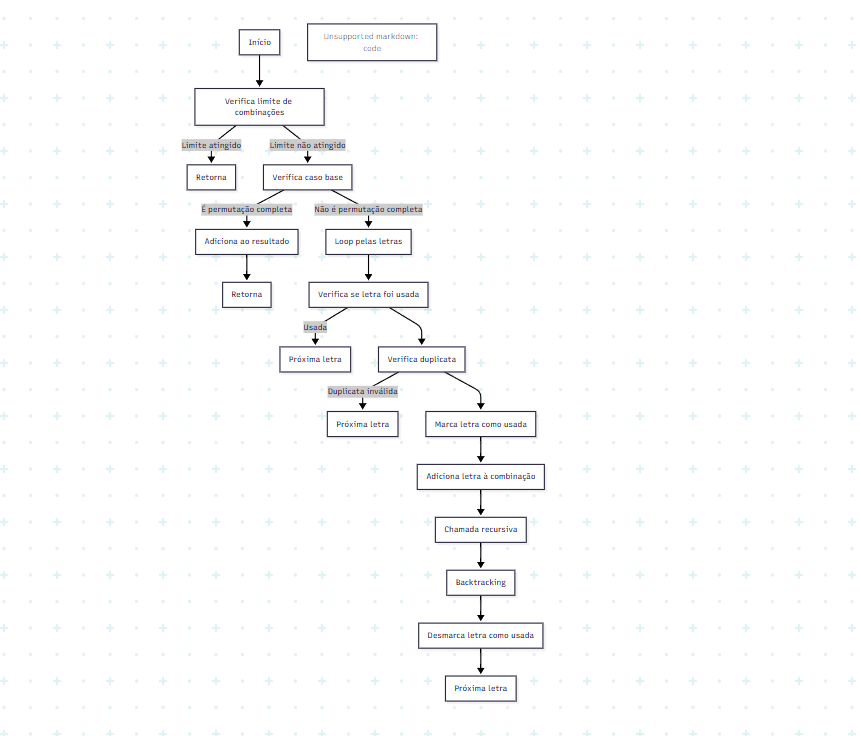 Início
Unsupported markdown:
code
Verifica limite de
combinações
Limite atingido
Limite não atingido
Retorna
Verifica caso base
É permutação completa
Não é permutação completa
Adiciona ao resultado
Loop pelas letras
Retorna
Verifica se letra foi usada
Usada
Próxima letra
Verifica duplicata
Duplicata inválida
Próxima letra
Marca letra como usada
Adiciona letra à combinação
Chamada recursiva
Backtracking
Desmarca letra como usada
Próxima letra